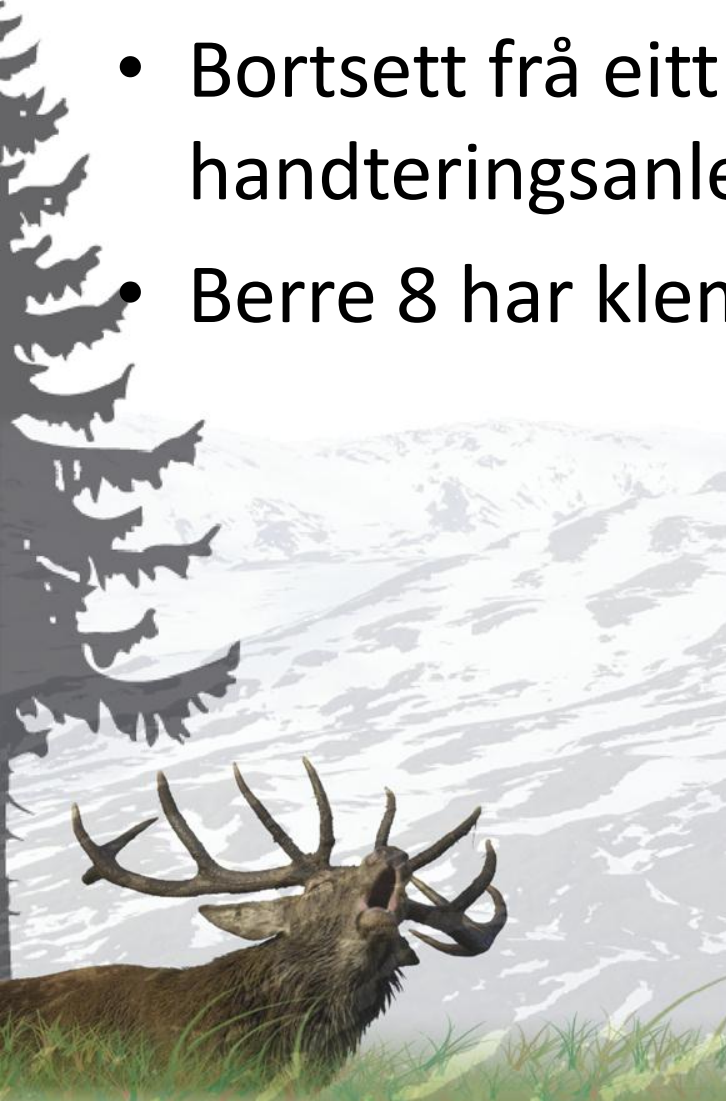 • Bortsett frå eitt
handteringsanle
• Berre 8 har klem